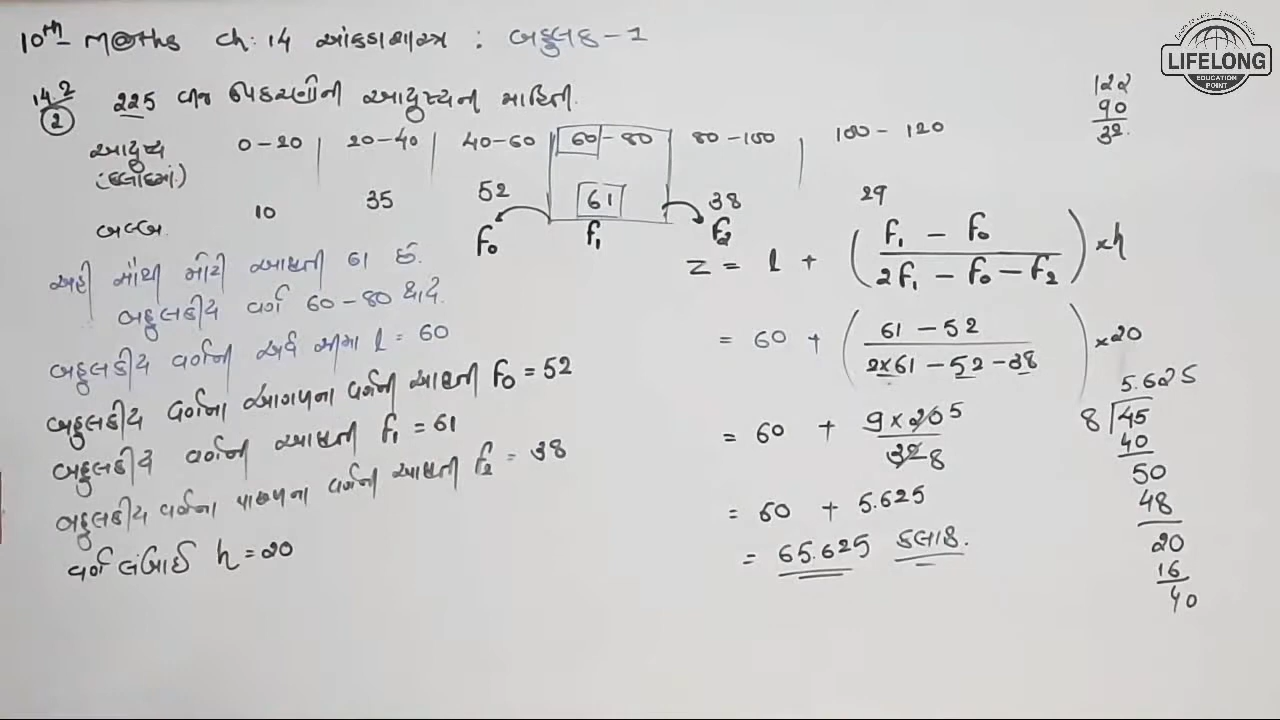 10th - M@ths ch: 14 આંકડાશાસ્ત્ર : બહુલક - 1
LIFELONG
EDUCATION
POINT
14.2
2
225 વીજ ઉપકરણોની આયુષ્યની માહિતી.
આયુષ્ય 0-20 20-40 40-60 60-80 80-100 100-120
(કલાકમાં)
આવૃત્તિ 10 35 52 61 38 29
f₀ f₁ f₂
અહીં સૌથી મોટી આવૃત્તિ 61 છે.
બહુલકીય વર્ગ 60-80 થાય.
બહુલકીય વર્ગની અધઃ સીમા l = 60
બહુલકીય વર્ગના આગળના વર્ગની આવૃત્તિ f₀ = 52
બહુલકીય વર્ગની આવૃત્તિ f₁ = 61
બહુલકીય વર્ગના પાછળના વર્ગની આવૃત્તિ f₂ = 38
વર્ગ લંબાઈ h = 20
Z = l + ( f₁ - f₀ / 2f₁ - f₀ - f₂ ) × h
= 60 + ( 61 - 52 / 2×61 - 52 - 38 ) × 20
= 60 + 9 × 20 5 / 32 8
= 60 + 5.625
= 65.625 કલાક.
122
90
32.
5.625
8 45
40
50
48
20
16
40